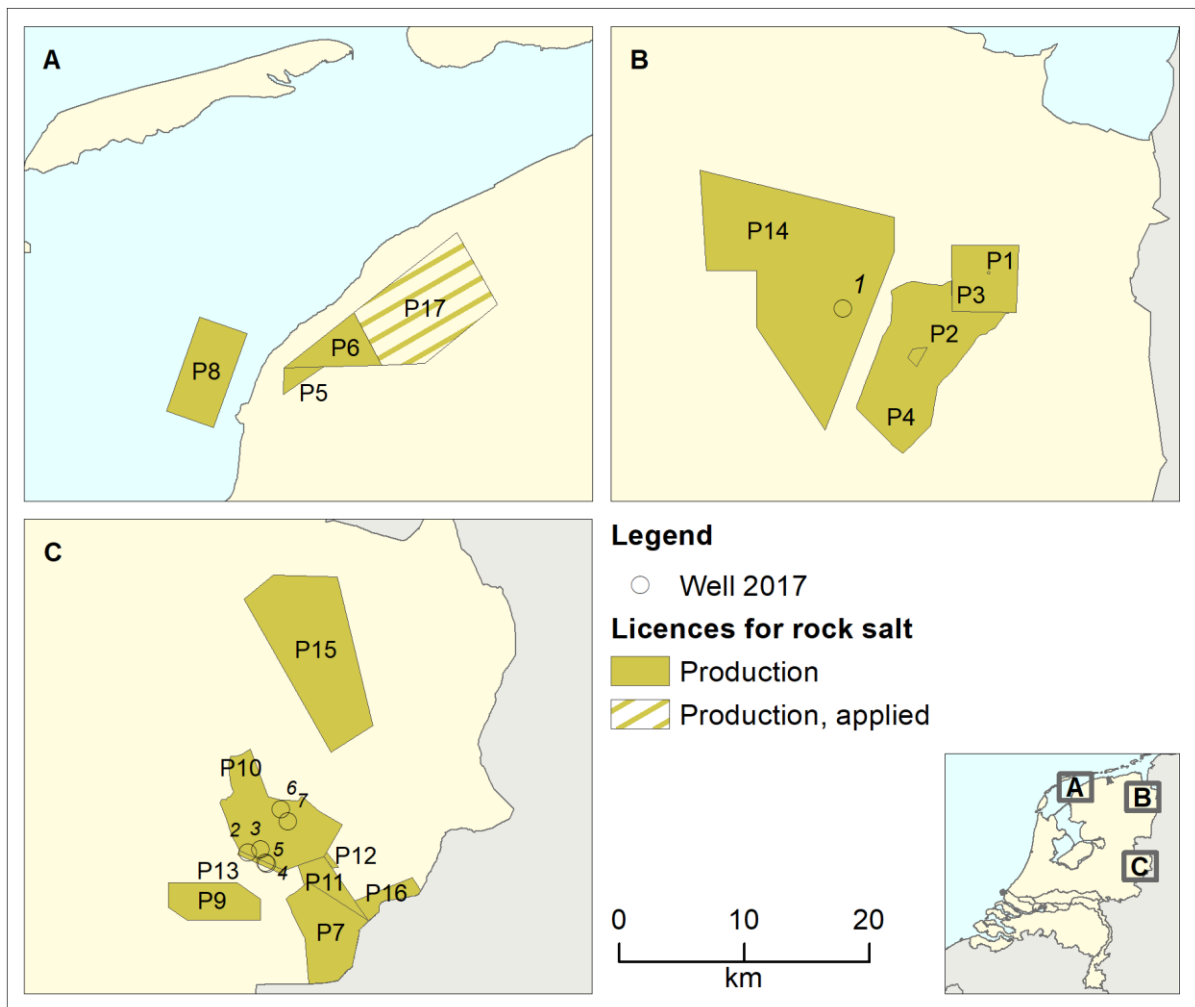 A
P17
P6
P8
P5
B
P14
1
P1
P3
P2
P4
C
P15
P10
6
7
2
3
5
4
P12
P13
P11
P9
P16
P7
Legend
Well 2017
Licences for rock salt
Production
Production, applied
0 10 20
km
A
B
C